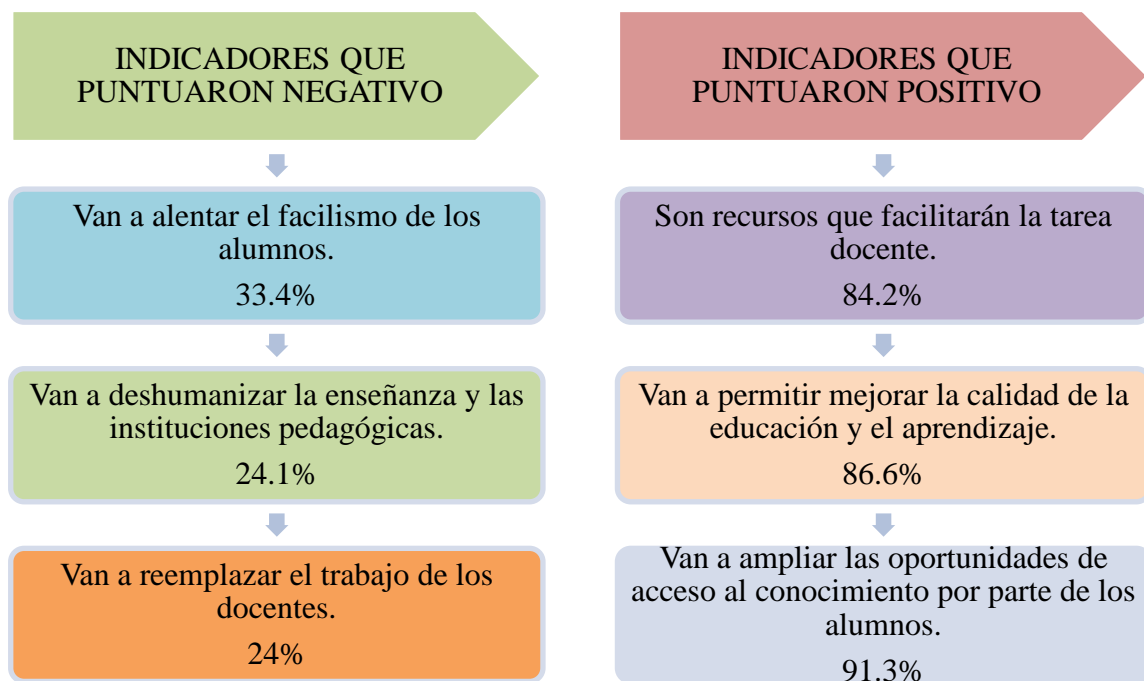 INDICADORES QUE
PUNTUARON NEGATIVO
Van a alentar el facilismo de los
alumnos.
33.4%
Van a deshumanizar la enseñanza y las
instituciones pedagógicas.
24.1%
Van a reemplazar el trabajo de los
docentes.
24%
INDICADORES QUE
PUNTUARON POSITIVO
Son recursos que facilitarán la tarea
docente.
84.2%
Van a permitir mejorar la calidad de la
educación y el aprendizaje.
86.6%
Van a ampliar las oportunidades de
acceso al conocimiento por parte de los
alumnos.
91.3%